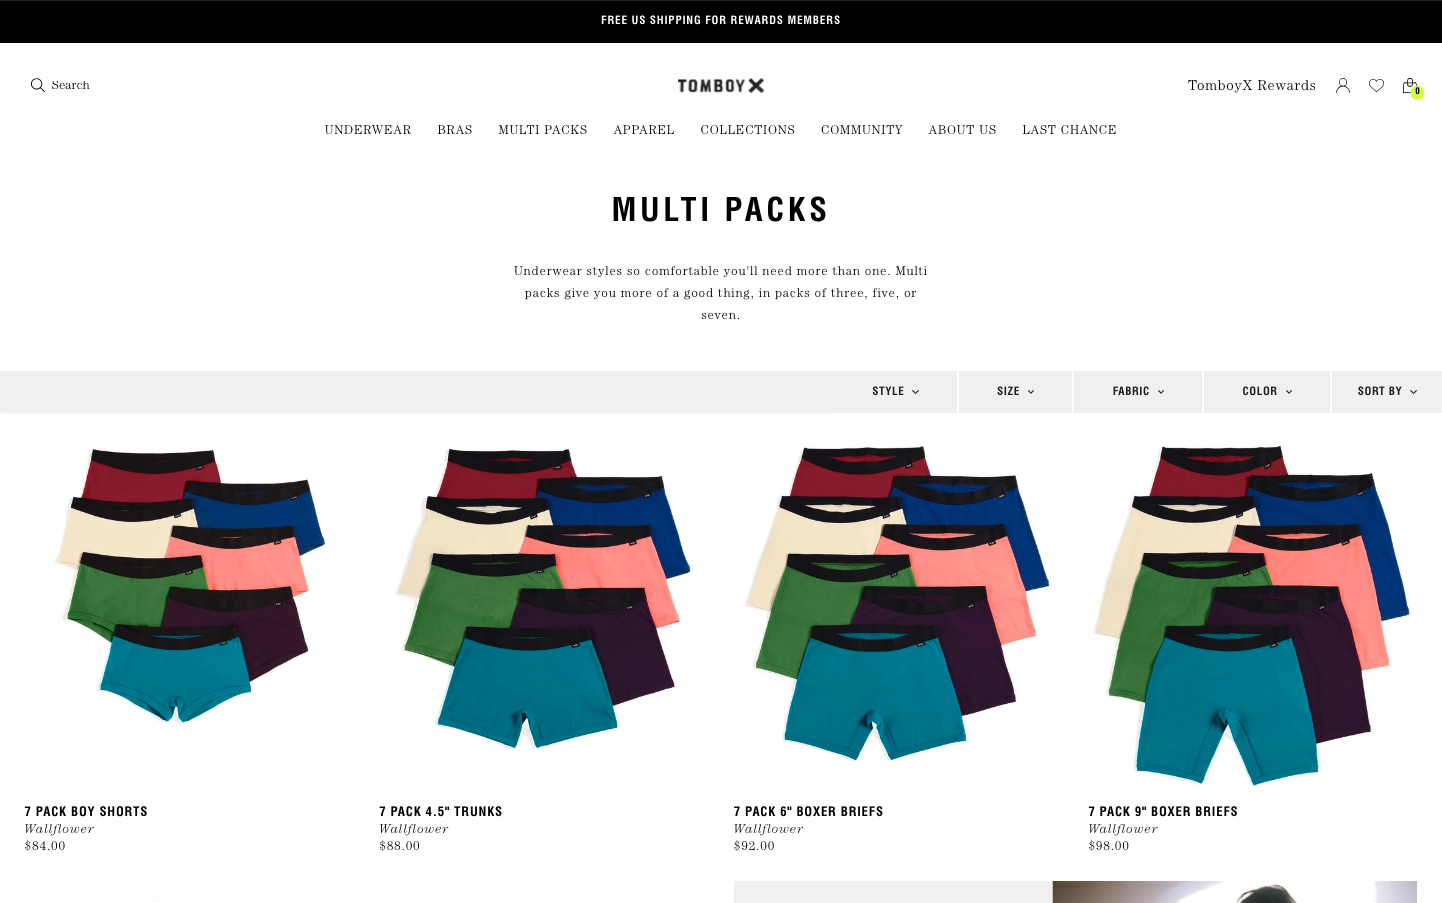 FREE US SHIPPING FOR REWARDS MEMBERS
Search
TOMBOYX
TomboyX Rewards
0
UNDERWEAR BRAS MULTI PACKS APPAREL COLLECTIONS COMMUNITY ABOUT US LAST CHANCE
MULTI PACKS
Underwear styles so comfortable you'll need more than one. Multi
packs give you more of a good thing, in packs of three, five, or
seven.
STYLE SIZE FABRIC COLOR SORT BY
7 PACK BOY SHORTS
Wallflower
$84.00
7 PACK 4.5" TRUNKS
Wallflower
$88.00
7 PACK 6" BOXER BRIEFS
Wallflower
$92.00
7 PACK 9" BOXER BRIEFS
Wallflower
$98.00